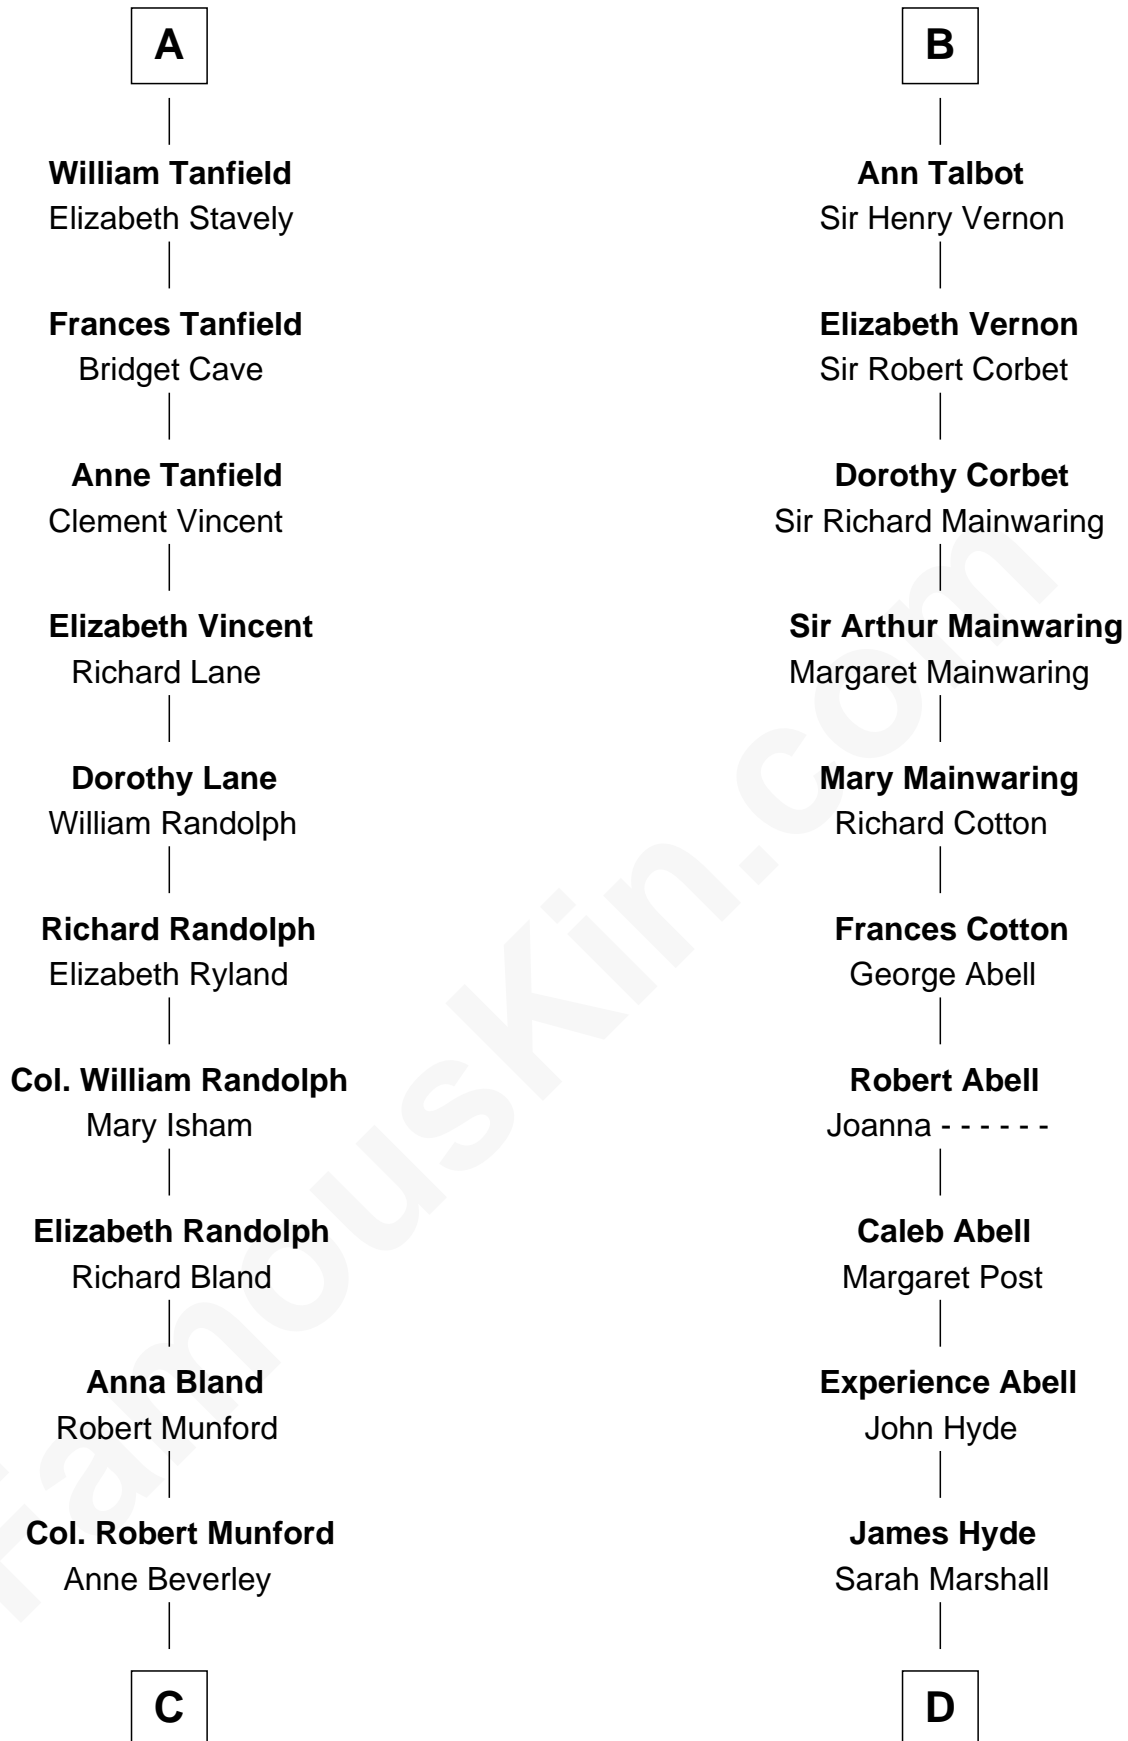 A
William Tanfield
Elizabeth Stavely
Frances Tanfield
Bridget Cave
Anne Tanfield
Clement Vincent
Elizabeth Vincent
Richard Lane
Dorothy Lane
William Randolph
Richard Randolph
Elizabeth Ryland
Col. William Randolph
Mary Isham
Elizabeth Randolph
Richard Bland
Anna Bland
Robert Munford
Col. Robert Munford
Anne Beverley
C
B
Ann Talbot
Sir Henry Vernon
Elizabeth Vernon
Sir Robert Corbet
Dorothy Corbet
Sir Richard Mainwaring
Sir Arthur Mainwaring
Margaret Mainwaring
Mary Mainwaring
Richard Cotton
Frances Cotton
George Abell
Robert Abell
Joanna - - - - - -
Caleb Abell
Margaret Post
Experience Abell
John Hyde
James Hyde
Sarah Marshall
D
FamousKin.com